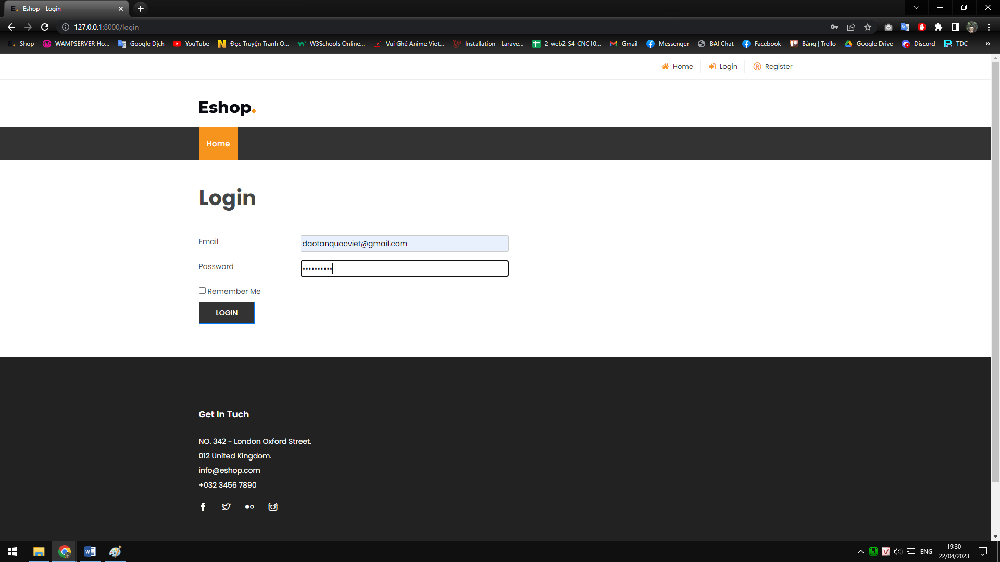 E. Eshop - Login
127.0.0.1:8000/login
E. Shop
WAMPSERVER Ho...
Google Dịch
YouTube
Đọc Truyện Tranh O...
W3Schools Online...
Vui Ghê Anime Viet...
Installation - Larave...
2-web2-S4-CNC10...
Gmail
Messenger
BAI Chat
Facebook
Bảng | Trello
Google Drive
Discord
TDC
»
Home
Login
Register
Eshop.
Home
Login
Email
daotanquocviet@gmail.com
Password
••••••••••
Remember Me
LOGIN
Get In Tuch
NO. 342 - London Oxford Street.
012 United Kingdom.
info@eshop.com
+032 3456 7890
ENG
19:30
22/04/2023